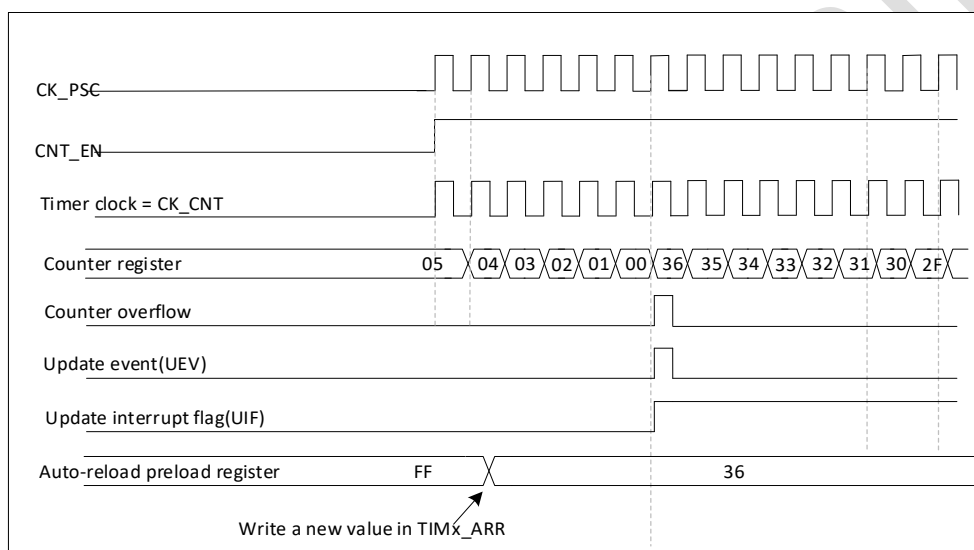 CK_PSC
CNT_EN
Timer clock = CK_CNT
Counter register 05 04 03 02 01 00 36 35 34 33 32 31 30 2F
Counter overflow
Update event(UEV)
Update interrupt flag(UIF)
Auto-reload preload register FF 36
Write a new value in TIMx_ARR